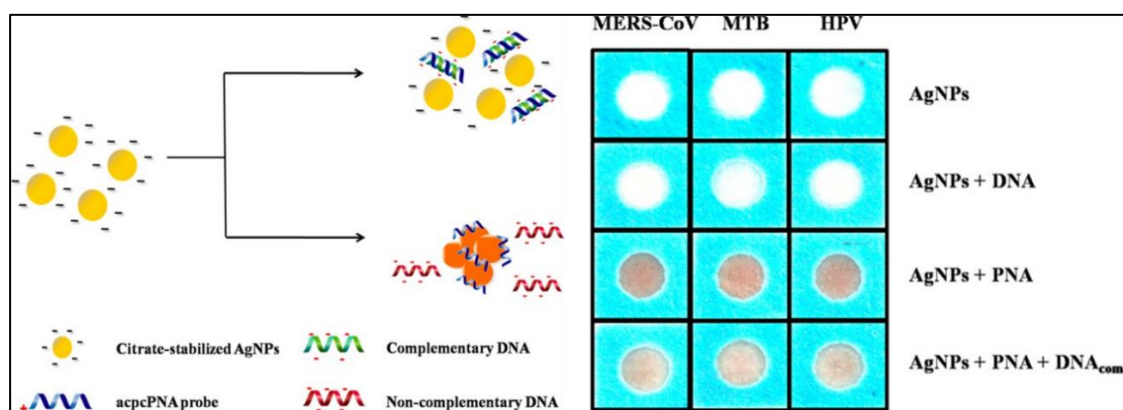 MERS-CoV MTB HPV
AgNPs
AgNPs + DNA
AgNPs + PNA
AgNPs + PNA + DNAcom
Citrate-stabilized AgNPs Complementary DNA
acpcPNA probe Non-complementary DNA